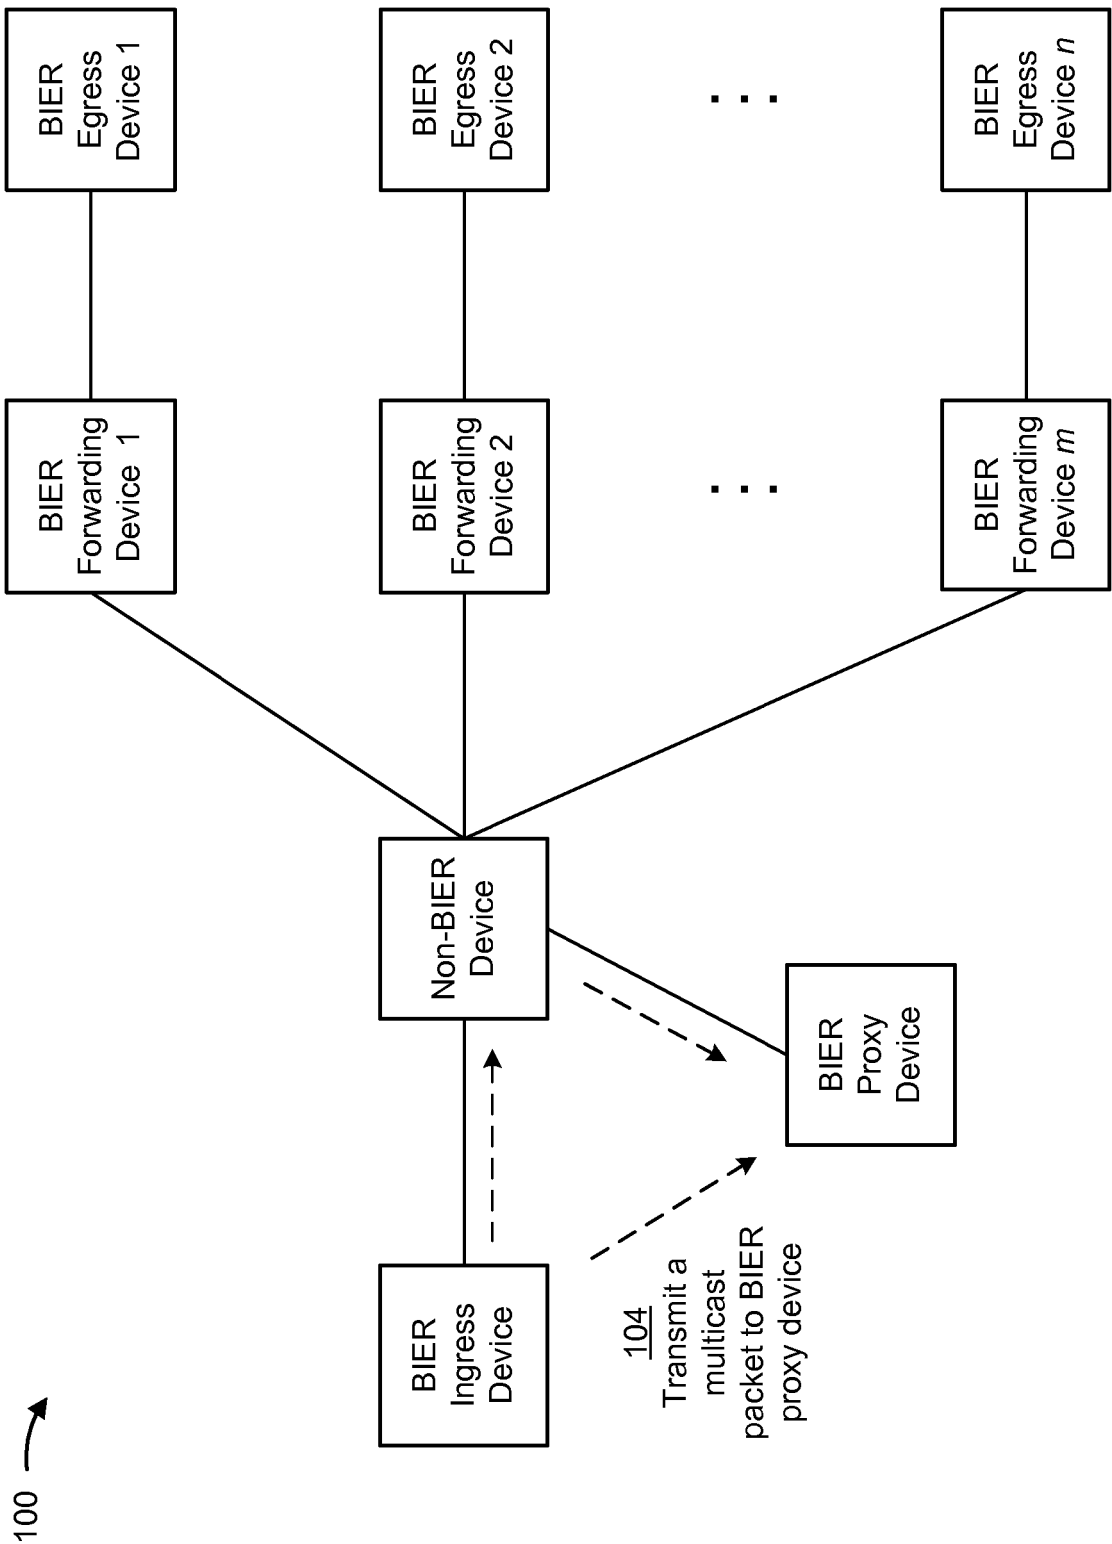 100
BIER
Ingress
Device
104
Transmit a
multicast
packet to BIER
proxy device
Non-BIER
Device
BIER
Proxy
Device
BIER
Forwarding
Device 1
BIER
Forwarding
Device 2
. . .
BIER
Forwarding
Device m
BIER
Egress
Device 1
BIER
Egress
Device 2
. . .
BIER
Egress
Device n